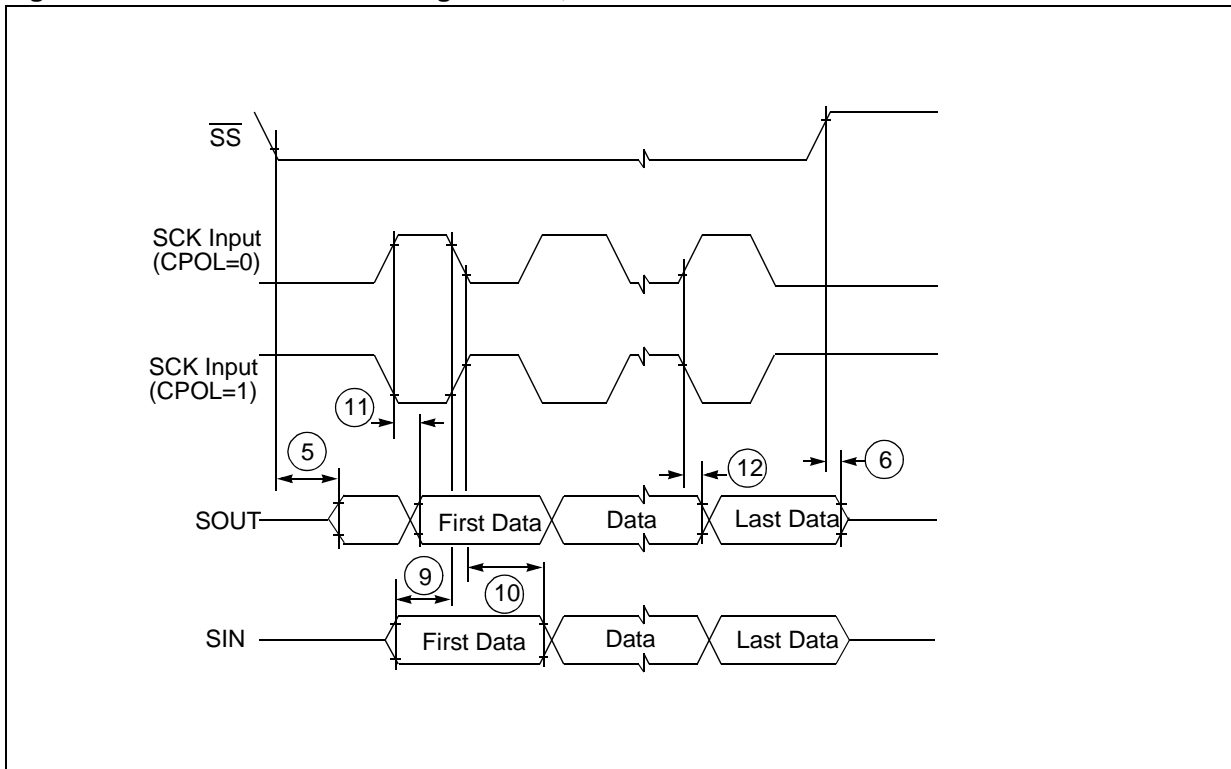 SS
SCK Input
(CPOL=0)
SCK Input
(CPOL=1)
11
5
12
6
SOUT
First Data
Data
Last Data
9
10
SIN
First Data
Data
Last Data